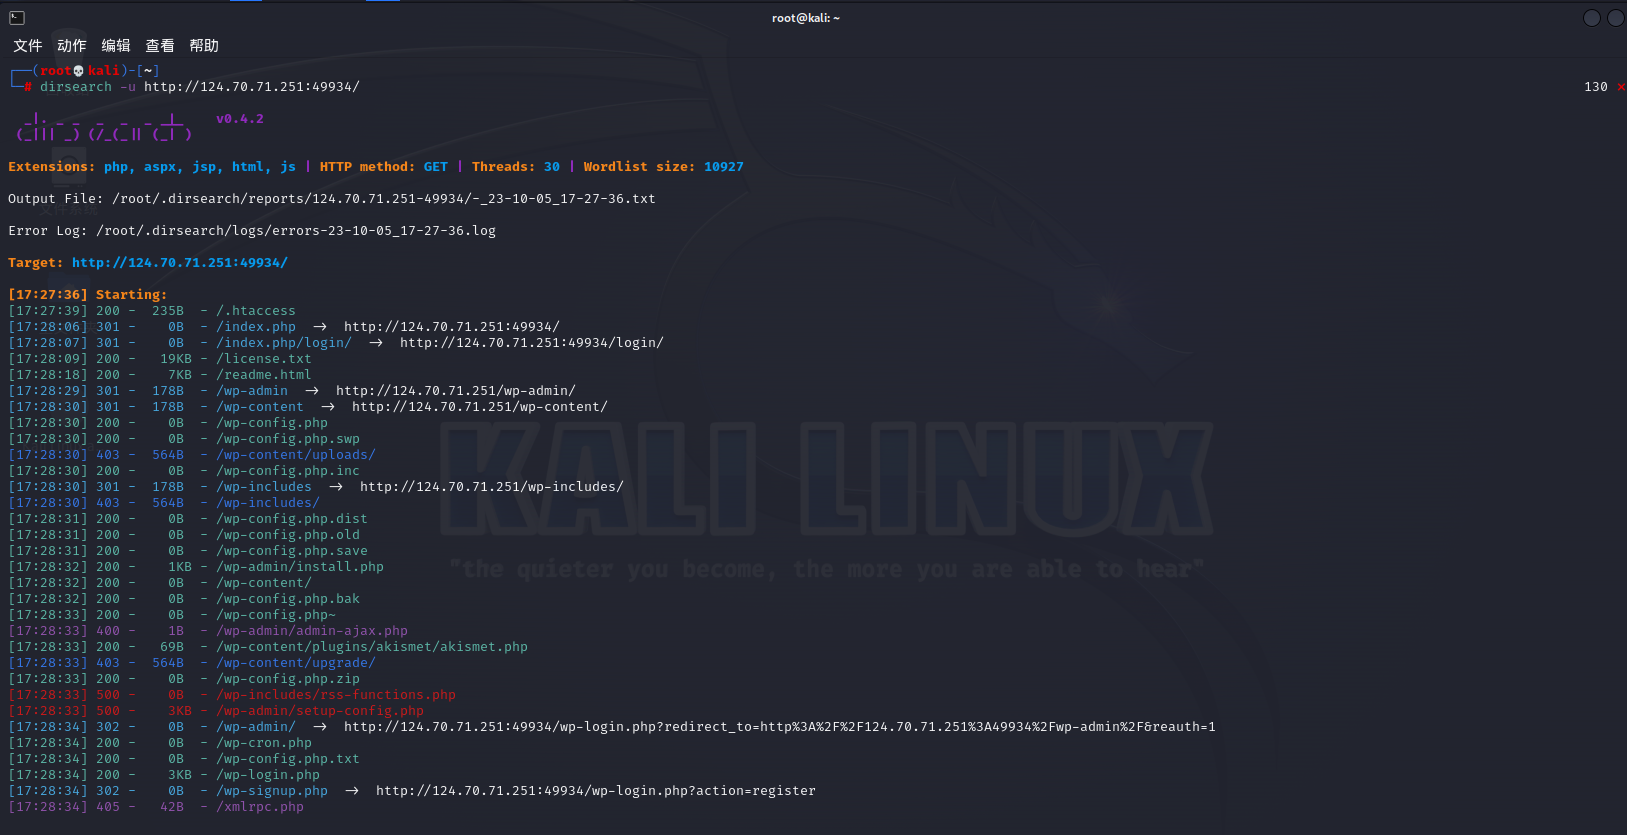 root@kali: ~
文件 动作 编辑 查看 帮助
┌──(root💀kali)-[~]
└─# dirsearch -u http://124.70.71.251:49934/ 130 ⨯
_|. _ _ _ _ _ _|_ v0.4.2
(_||| _) (/_(_|| (_| )
Extensions: php, aspx, jsp, html, js | HTTP method: GET | Threads: 30 | Wordlist size: 10927
Output File: /root/.dirsearch/reports/124.70.71.251-49934/-_23-10-05_17-27-36.txt
Error Log: /root/.dirsearch/logs/errors-23-10-05_17-27-36.log
Target: http://124.70.71.251:49934/
[17:27:36] Starting:
[17:27:39] 200 - 235B - /.htaccess
[17:28:06] 301 - 0B - /index.php -> http://124.70.71.251:49934/
[17:28:07] 301 - 0B - /index.php/login/ -> http://124.70.71.251:49934/login/
[17:28:09] 200 - 19KB - /license.txt
[17:28:18] 200 - 7KB - /readme.html
[17:28:29] 301 - 178B - /wp-admin -> http://124.70.71.251/wp-admin/
[17:28:30] 301 - 178B - /wp-content -> http://124.70.71.251/wp-content/
[17:28:30] 200 - 0B - /wp-config.php
[17:28:30] 200 - 0B - /wp-config.php.swp
[17:28:30] 403 - 564B - /wp-content/uploads/
[17:28:30] 200 - 0B - /wp-config.php.inc
[17:28:30] 301 - 178B - /wp-includes -> http://124.70.71.251/wp-includes/
[17:28:30] 403 - 564B - /wp-includes/
[17:28:31] 200 - 0B - /wp-config.php.dist
[17:28:31] 200 - 0B - /wp-config.php.old
[17:28:31] 200 - 0B - /wp-config.php.save
[17:28:32] 200 - 1KB - /wp-admin/install.php
[17:28:32] 200 - 0B - /wp-content/
[17:28:32] 200 - 0B - /wp-config.php.bak
[17:28:33] 200 - 0B - /wp-config.php~
[17:28:33] 400 - 1B - /wp-admin/admin-ajax.php
[17:28:33] 200 - 69B - /wp-content/plugins/akismet/akismet.php
[17:28:33] 403 - 564B - /wp-content/upgrade/
[17:28:33] 200 - 0B - /wp-config.php.zip
[17:28:33] 500 - 0B - /wp-includes/rss-functions.php
[17:28:33] 500 - 3KB - /wp-admin/setup-config.php
[17:28:34] 302 - 0B - /wp-admin/ -> http://124.70.71.251:49934/wp-login.php?redirect_to=http%3A%2F%2F124.70.71.251%3A49934%2Fwp-admin%2F&reauth=1
[17:28:34] 200 - 0B - /wp-cron.php
[17:28:34] 200 - 0B - /wp-config.php.txt
[17:28:34] 200 - 3KB - /wp-login.php
[17:28:34] 302 - 0B - /wp-signup.php -> http://124.70.71.251:49934/wp-login.php?action=register
[17:28:34] 405 - 42B - /xmlrpc.php
KALI LINUX
"the quieter you become, the more you are able to hear"